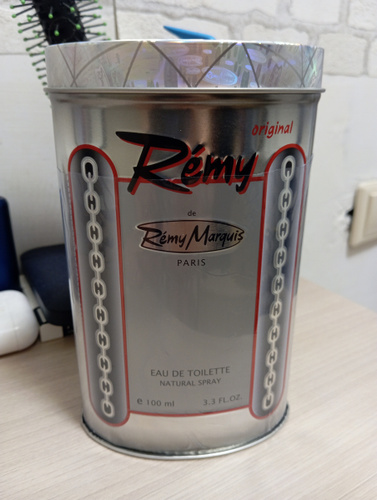 original
Rémy
de
Rémy Marquis
PARIS
EAU DE TOILETTE
NATURAL SPRAY
e 100 ml 3.3 FL.OZ.